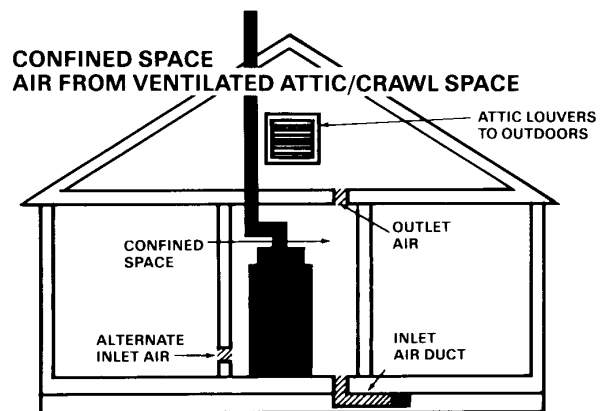 CONFINED SPACE
AIR FROM VENTILATED ATTIC/CRAWL SPACE
ATTIC LOUVERS
TO OUTDOORS
OUTLET
AIR
CONFINED
SPACE
ALTERNATE
INLET AIR
INLET
AIR DUCT